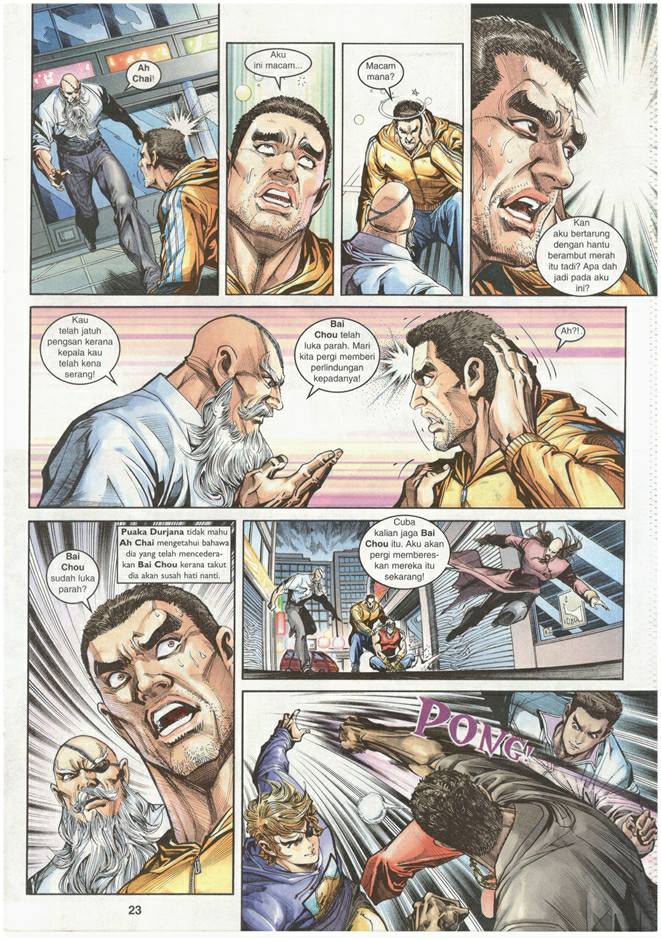 Ah
Chai!
Aku
ini macam...
Macam
mana?
Kan
aku bertarung
dengan hantu
berambut merah
itu tadi? Apa dah
jadi pada aku
ini?
Kau
telah jatuh
pengsan kerana
kepala kau
telah kena
serang!
Bai
Chou telah
luka parah. Mari
kita pergi memberi
perlindungan
kepadanya!
Ah?!
Bai
Chou
sudah luka
parah?
Puaka Durjana tidak mahu
Ah Chai mengetahui bahawa
dia yang telah mencedera-
kan Bai Chou kerana takut
dia akan susah hati nanti.
Cuba
kalian jaga Bai
Chou itu. Aku akan
pergi memberes-
kan mereka itu
sekarang!
PONG!
23